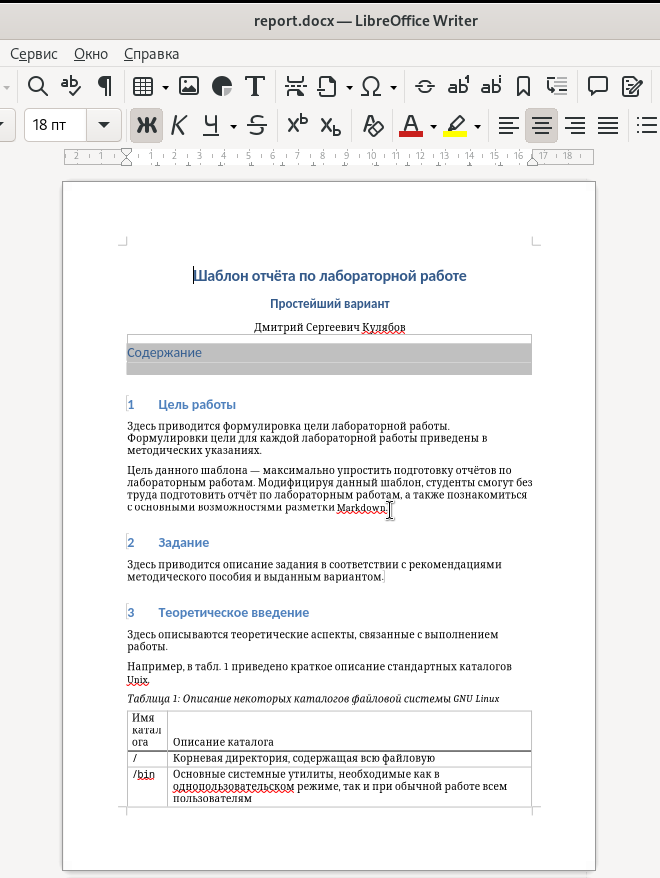 report.docx — LibreOffice Writer
Сервис Окно Справка
18 пт Ж К Ч S
2 1 1 2 3 4 5 6 7 8 9 10 11 12 13 14 15 16 17 18
Шаблон отчёта по лабораторной работе
Простейший вариант
Дмитрий Сергеевич Кулябов
Содержание
1 Цель работы
Здесь приводится формулировка цели лабораторной работы.
Формулировки цели для каждой лабораторной работы приведены в
методических указаниях.
Цель данного шаблона — максимально упростить подготовку отчётов по
лабораторным работам. Модифицируя данный шаблон, студенты смогут без
труда подготовить отчёт по лабораторным работам, а также познакомиться
с основными возможностями разметки Markdown.
2 Задание
Здесь приводится описание задания в соответствии с рекомендациями
методического пособия и выданным вариантом.
3 Теоретическое введение
Здесь описываются теоретические аспекты, связанные с выполнением
работы.
Например, в табл. 1 приведено краткое описание стандартных каталогов
Unix.
Таблица 1: Описание некоторых каталогов файловой системы GNU Linux
Имя
катал
ога Описание каталога
/ Корневая директория, содержащая всю файловую
/bin Основные системные утилиты, необходимые как в
однопользовательском режиме, так и при обычной работе всем
пользователям